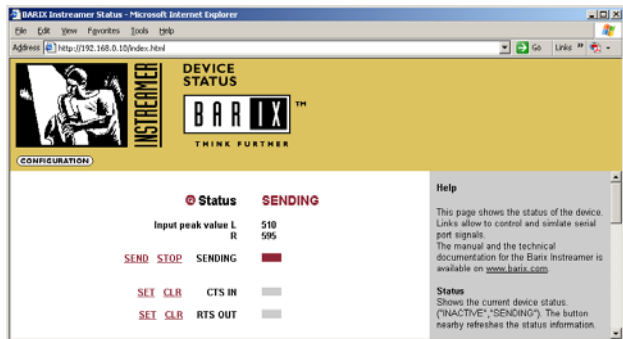 BARIX Instreamer Status - Microsoft Internet Explorer
File Edit View Favorites Tools Help
Address http://192.168.0.10/index.html Go Links »
INSTREAMER
DEVICE
STATUS
BARIX™
THINK FURTHER
CONFIGURATION
Status SENDING
Input peak value L 510
R 595
SEND STOP SENDING
SET CLR CTS IN
SET CLR RTS OUT
Help
This page shows the status of the device.
Links allow to control and simlate serial
port signals.
The manual and the technical
documentation for the Barix Instreamer is
available on www.barix.com.
Status
Shows the current device status.
("INACTIVE","SENDING"). The button
nearby refreshes the status information.